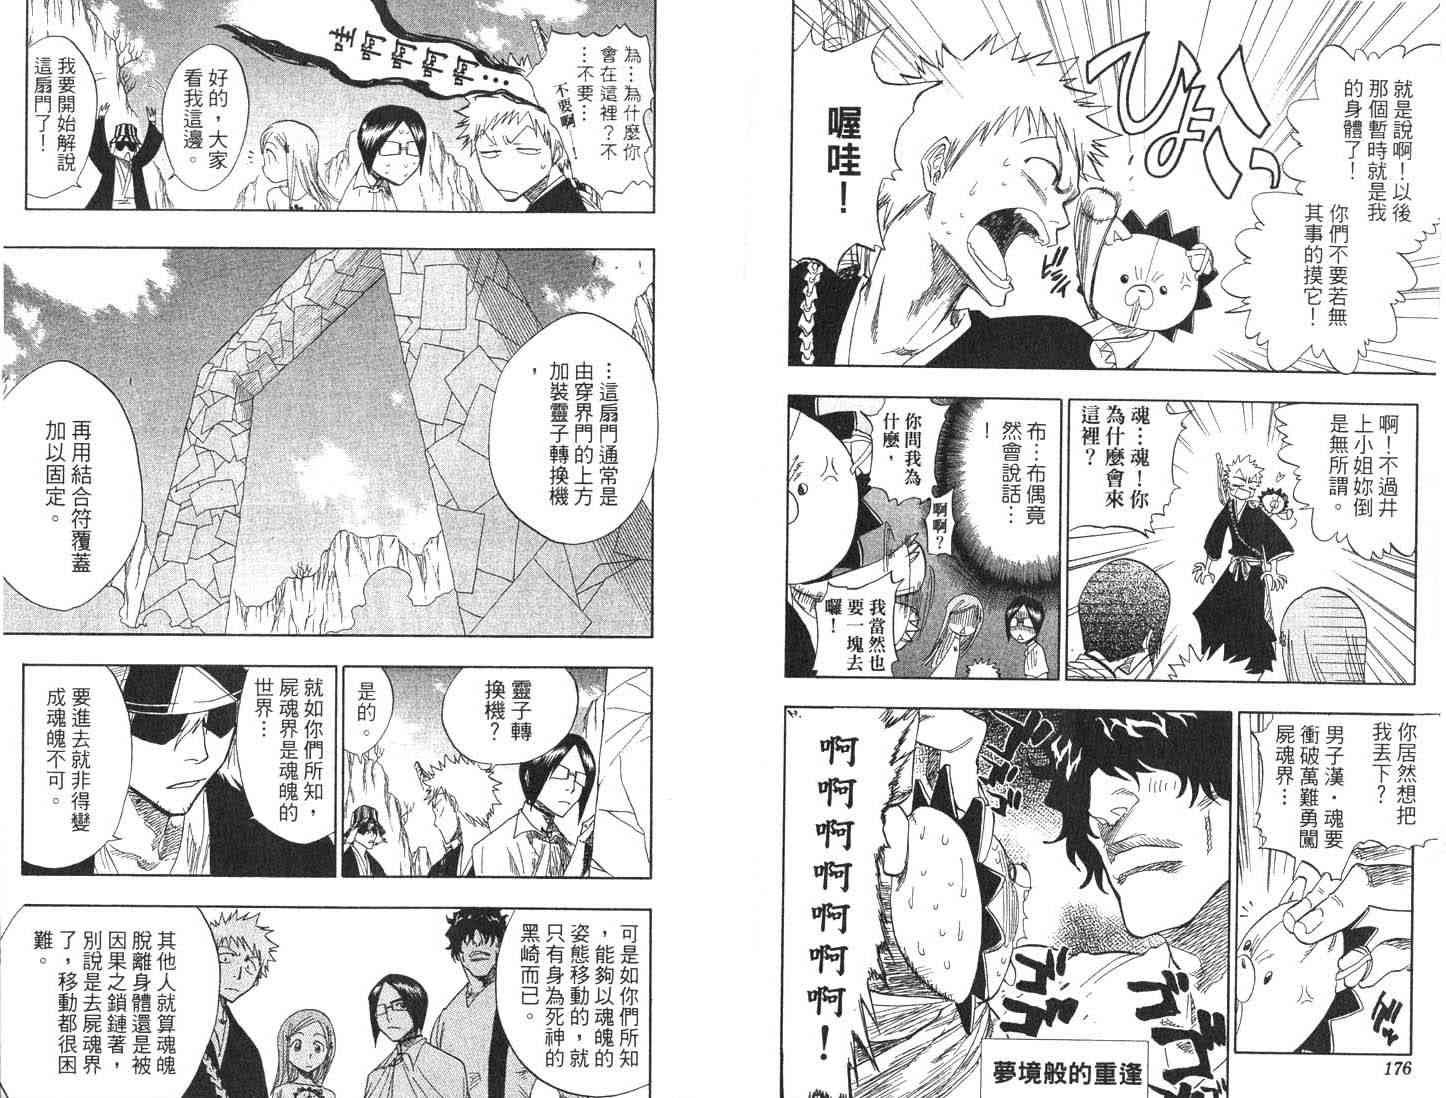 就是說啊！以後
那個暫時就是我
的身體了！
你們不要若無
其事的摸它！
ひょいっ
喔哇！
啊！不過井
上小姐妳倒
是無所謂。
魂…魂！你
為什麼會來
這裡？
布…布偶竟
然會說話…
！
啊啊？
你問我為
什麼，
我當然也
要一塊去
囉！
你居然想把
我丟下？
男子漢．魂要
衝破萬難勇闖
屍魂界…
啊啊啊啊啊啊啊！
夢境般的重逢
176
為…為什麼你
會在這裡？不
…不要…
不要啊！
哇啊啊啊啊…
好的，大家
看我這邊。
我要開始解說
這扇門了！
…這扇門通常是
由穿界門的上方
加裝靈子轉換機
，
再用結合符覆蓋
加以固定。
靈子轉
換機？
是的。
就如你們所知，
屍魂界是魂魄的
世界…
要進去就非得變
成魂魄不可。
可是如你們所知
，能夠以魂魄的
姿態移動的，就
只有身為死神的
黑崎而已。
其他人就算魂魄
脫離身體還是被
因果之鎖鏈著，
別說是去屍魂界
了，移動都很困
難。